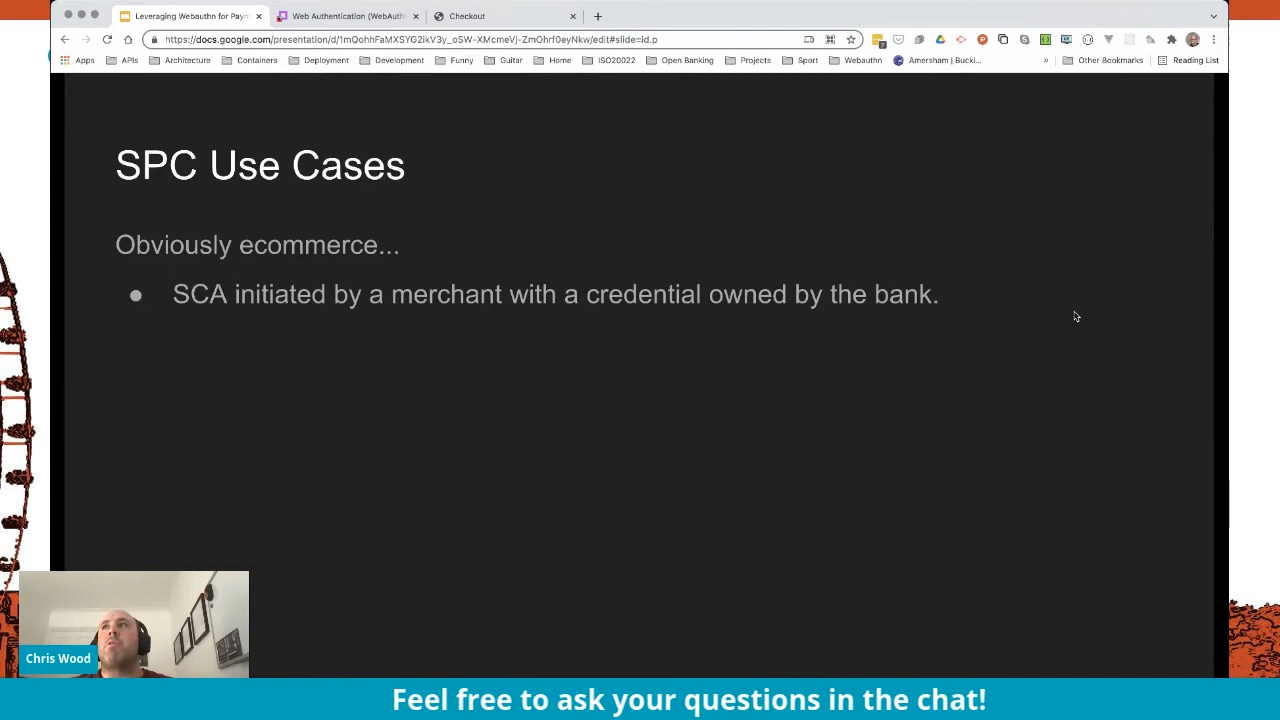 Leveraging Webauthn for Paym
Web Authentication (WebAuth
Checkout
https://docs.google.com/presentation/d/1mQohhFaMXSYG2ikV3y_oSW-XMcmeVj-ZmOhrf0eyNkw/edit#slide=id.p
Apps APIs Architecture Containers Deployment Development Funny Guitar Home ISO20022 Open Banking Projects Sport Webauthn Amersham | Bucki... » Other Bookmarks Reading List
SPC Use Cases
Obviously ecommerce...
● SCA initiated by a merchant with a credential owned by the bank.
Chris Wood
Feel free to ask your questions in the chat!